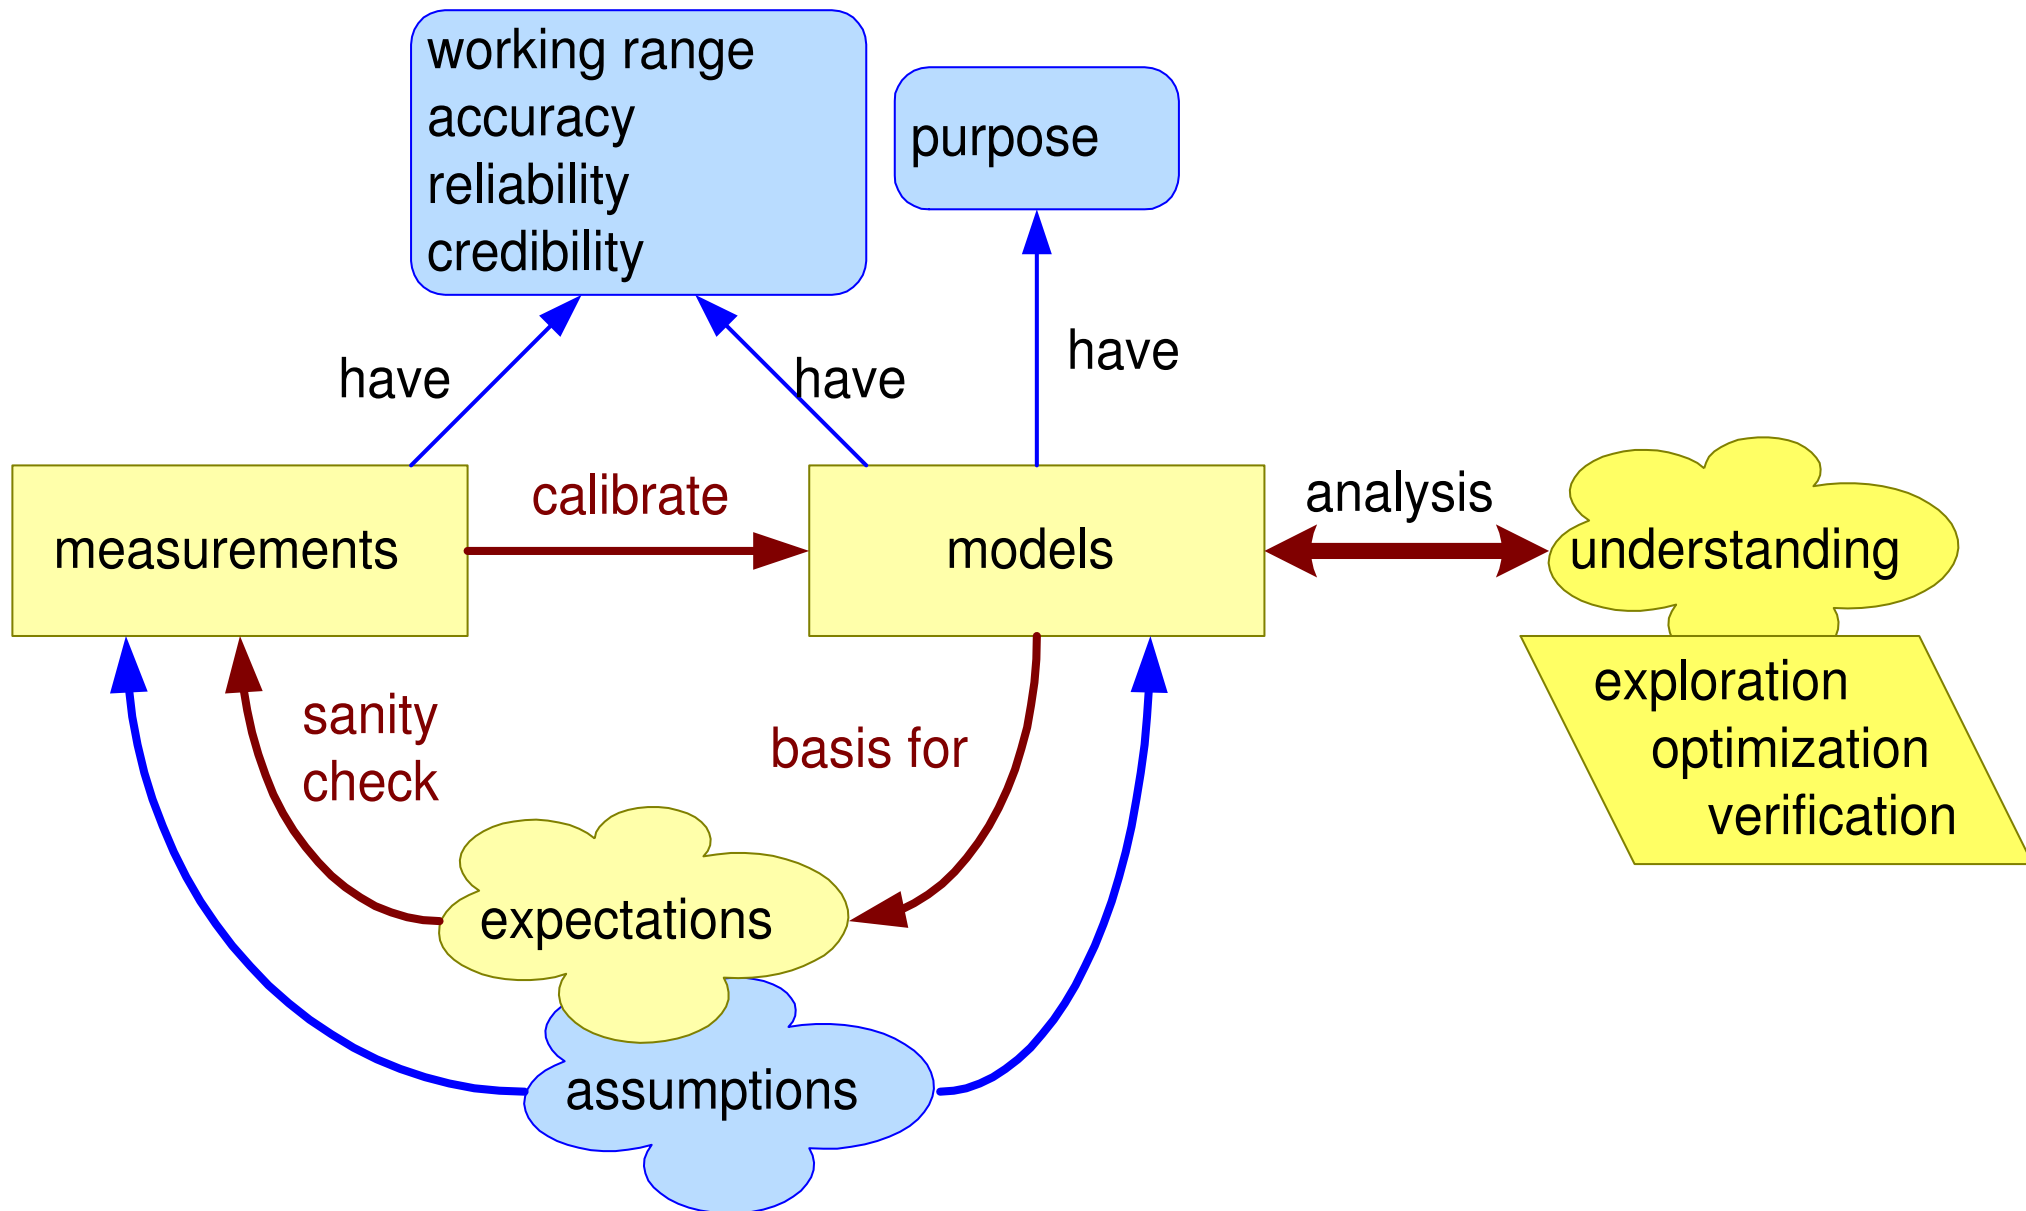 working range
accuracy
reliability
credibility
purpose
have
have
have
measurements
calibrate
models
analysis
understanding
sanity
check
basis for
exploration
optimization
verification
expectations
assumptions